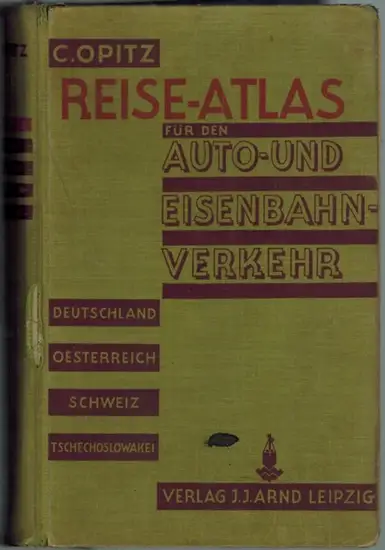 C. OPITZ
REISE-ATLAS
FÜR DEN
AUTO-UND
EISENBAHN-
VERKEHR
DEUTSCHLAND
OESTERREICH
SCHWEIZ
TSCHECHOSLOWAKEI
VERLAG J.J. ARND LEIPZIG